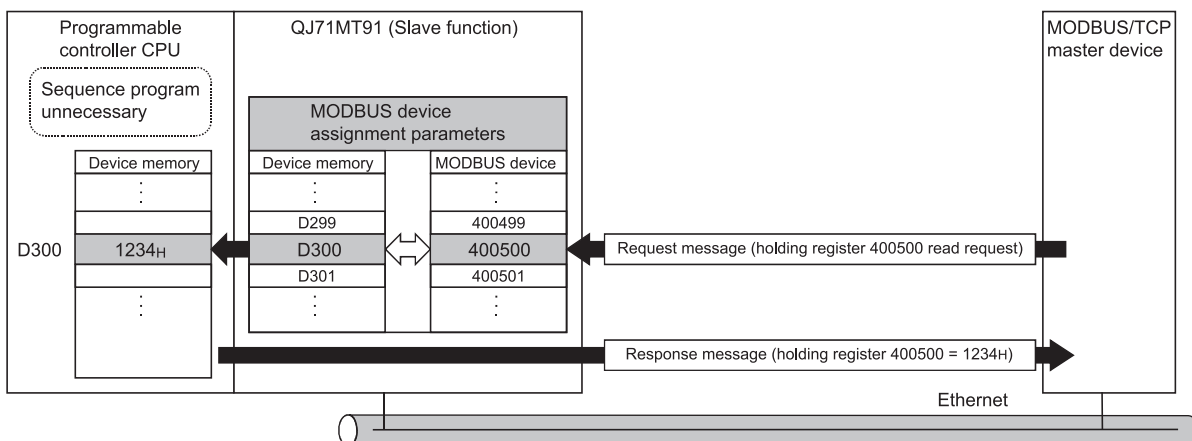 Programmable
controller CPU
Sequence program
unnecessary
Device memory
⋮
D300
1234H
⋮
QJ71MT91 (Slave function)
MODBUS device
assignment parameters
Device memory
MODBUS device
⋮
⋮
D299
400499
D300
400500
D301
400501
⋮
⋮
Request message (holding register 400500 read request)
Response message (holding register 400500 = 1234H)
MODBUS/TCP
master device
Ethernet